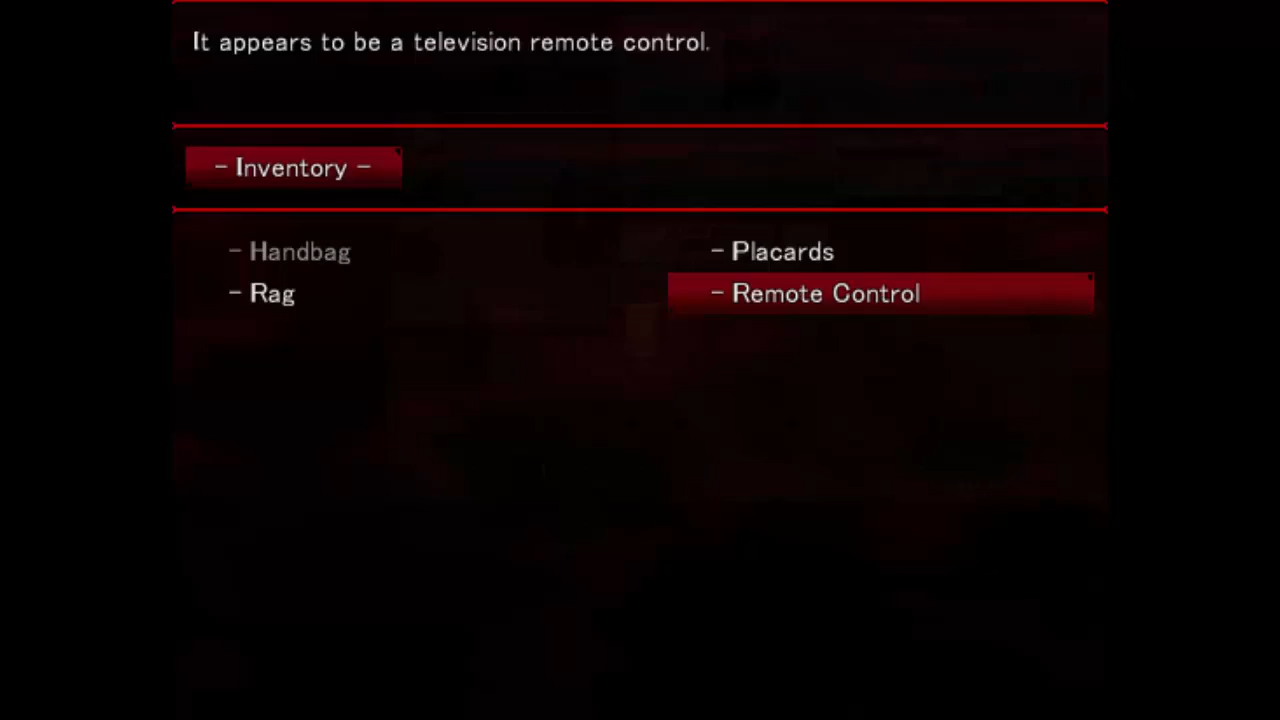 It appears to be a television remote control.
- Inventory -
- Handbag
- Placards
- Rag
- Remote Control